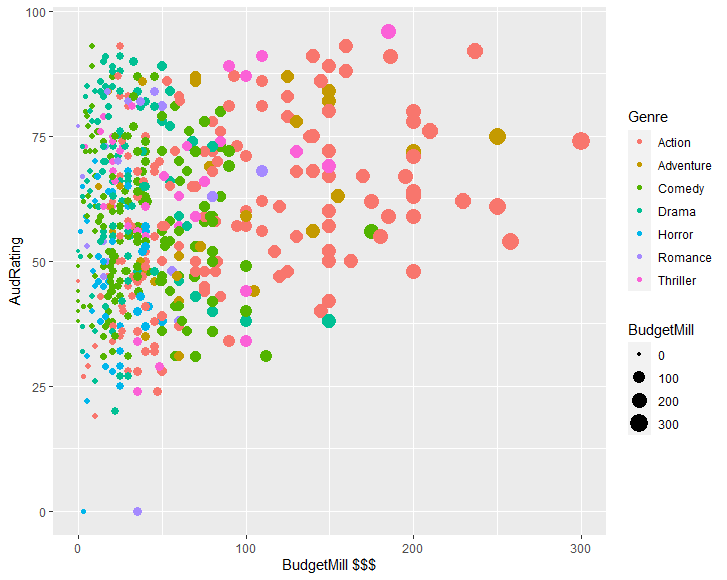 100
75
50
25
0
AudRating
0
100
200
300
BudgetMill $$$
Genre
Action
Adventure
Comedy
Drama
Horror
Romance
Thriller
BudgetMill
0
100
200
300